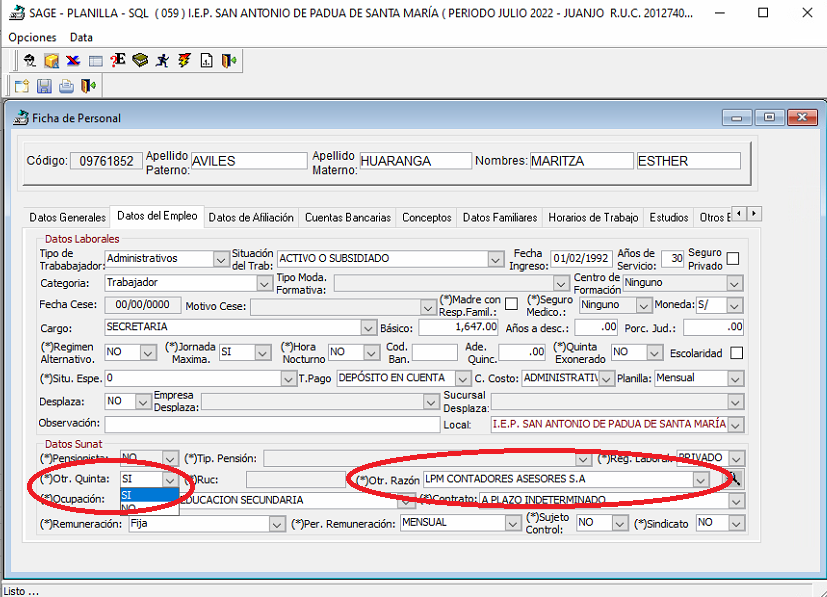 SAGE - PLANILLA - SQL ( 059 ) I.E.P. SAN ANTONIO DE PADUA DE SANTA MARÍA ( PERIODO JULIO 2022 - JUANJO R.U.C. 2012740...
Opciones Data
Ficha de Personal
Código: 09761852 Apellido Paterno: AVILES Apellido Materno: HUARANGA Nombres: MARITZA ESTHER
Datos Generales Datos del Empleo Datos de Afiliación Cuentas Bancarias Conceptos Datos Familiares Horarios de Trabajo Estudios Otros E
Datos Laborales
Tipo de Trababajador: Administrativos Situación del Trab: ACTIVO O SUBSIDIADO Fecha Ingreso: 01/02/1992 Años de Servicio: 30 Seguro Privado
Categoria: Trabajador Tipo Moda. Formativa: Centro de Formación Ninguno
Fecha Cese: 00/00/0000 Motivo Cese: (*)Madre con Resp.Famil.: (*)Seguro Medico.: Ninguno Moneda: S/
Cargo: SECRETARIA Básico: 1,647.00 Años a desc.: .00 Porc. Jud.: .00
(*)Regimen Alternativo. NO (*)Jornada Maxima. SI (*)Hora Nocturno NO Cod. Ban. Ade. Quinc. .00 (*)Quinta Exonerado NO Escolaridad
(*)Situ. Espe. 0 T.Pago DEPÓSITO EN CUENTA C. Costo: ADMINISTRATIV Planilla: Mensual
Desplaza: NO Empresa Desplaza: Sucursal Desplaza:
Observación: Local: I.E.P. SAN ANTONIO DE PADUA DE SANTA MARÍA
Datos Sunat
(*)Pensionista: NO (*)Tip. Pensión: (*)Reg. Laboral: PRIVADO
(*)Otr. Quinta: SI (*)Ruc: (*)Otr. Razón LPM CONTADORES ASESORES S.A
SI
NO
(*)Ocupación: EDUCACION SECUNDARIA (*)Contrato: A PLAZO INDETERMINADO
(*)Remuneración: Fija (*)Per. Remuneración: MENSUAL (*)Sujeto Control: NO (*)Sindicato NO
Listo ...